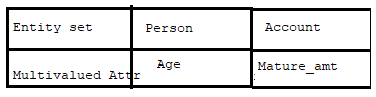 Entity set Person Account
Multivalued Attr Age Mature_amt